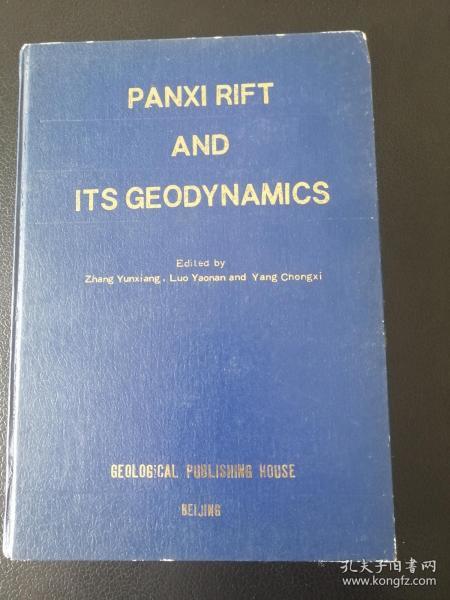 PANXI RIFT
AND
ITS GEODYNAMICS
Edited by
Zhang Yunxiang, Luo Yaonan and Yang Chongxi
GEOLOGICAL PUBLISHING HOUSE
BEIJING
孔夫子旧书网
www.kongfz.com